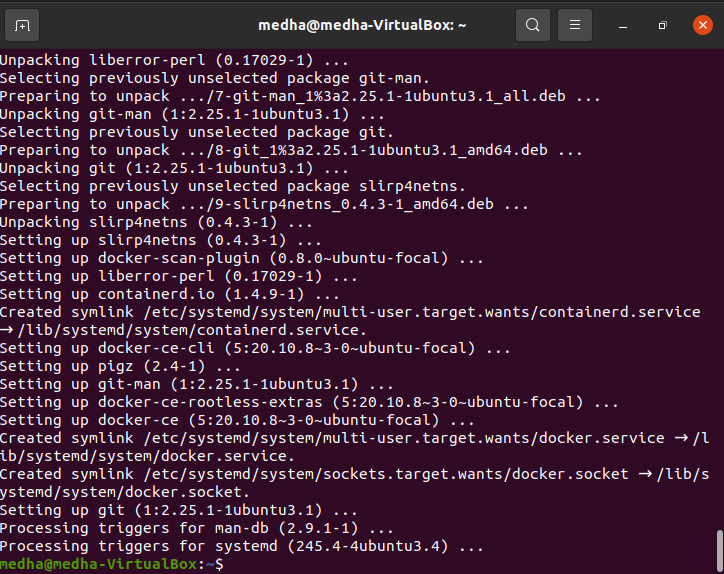 medha@medha-VirtualBox: ~
Unpacking liberror-perl (0.17029-1) ...
Selecting previously unselected package git-man.
Preparing to unpack .../7-git-man_1%3a2.25.1-1ubuntu3.1_all.deb ...
Unpacking git-man (1:2.25.1-1ubuntu3.1) ...
Selecting previously unselected package git.
Preparing to unpack .../8-git_1%3a2.25.1-1ubuntu3.1_amd64.deb ...
Unpacking git (1:2.25.1-1ubuntu3.1) ...
Selecting previously unselected package slirp4netns.
Preparing to unpack .../9-slirp4netns_0.4.3-1_amd64.deb ...
Unpacking slirp4netns (0.4.3-1) ...
Setting up slirp4netns (0.4.3-1) ...
Setting up docker-scan-plugin (0.8.0~ubuntu-focal) ...
Setting up liberror-perl (0.17029-1) ...
Setting up containerd.io (1.4.9-1) ...
Created symlink /etc/systemd/system/multi-user.target.wants/containerd.service
→ /lib/systemd/system/containerd.service.
Setting up docker-ce-cli (5:20.10.8~3-0~ubuntu-focal) ...
Setting up pigz (2.4-1) ...
Setting up git-man (1:2.25.1-1ubuntu3.1) ...
Setting up docker-ce-rootless-extras (5:20.10.8~3-0~ubuntu-focal) ...
Setting up docker-ce (5:20.10.8~3-0~ubuntu-focal) ...
Created symlink /etc/systemd/system/multi-user.target.wants/docker.service → /l
ib/systemd/system/docker.service.
Created symlink /etc/systemd/system/sockets.target.wants/docker.socket → /lib/s
ystemd/system/docker.socket.
Setting up git (1:2.25.1-1ubuntu3.1) ...
Processing triggers for man-db (2.9.1-1) ...
Processing triggers for systemd (245.4-4ubuntu3.4) ...
medha@medha-VirtualBox:~$